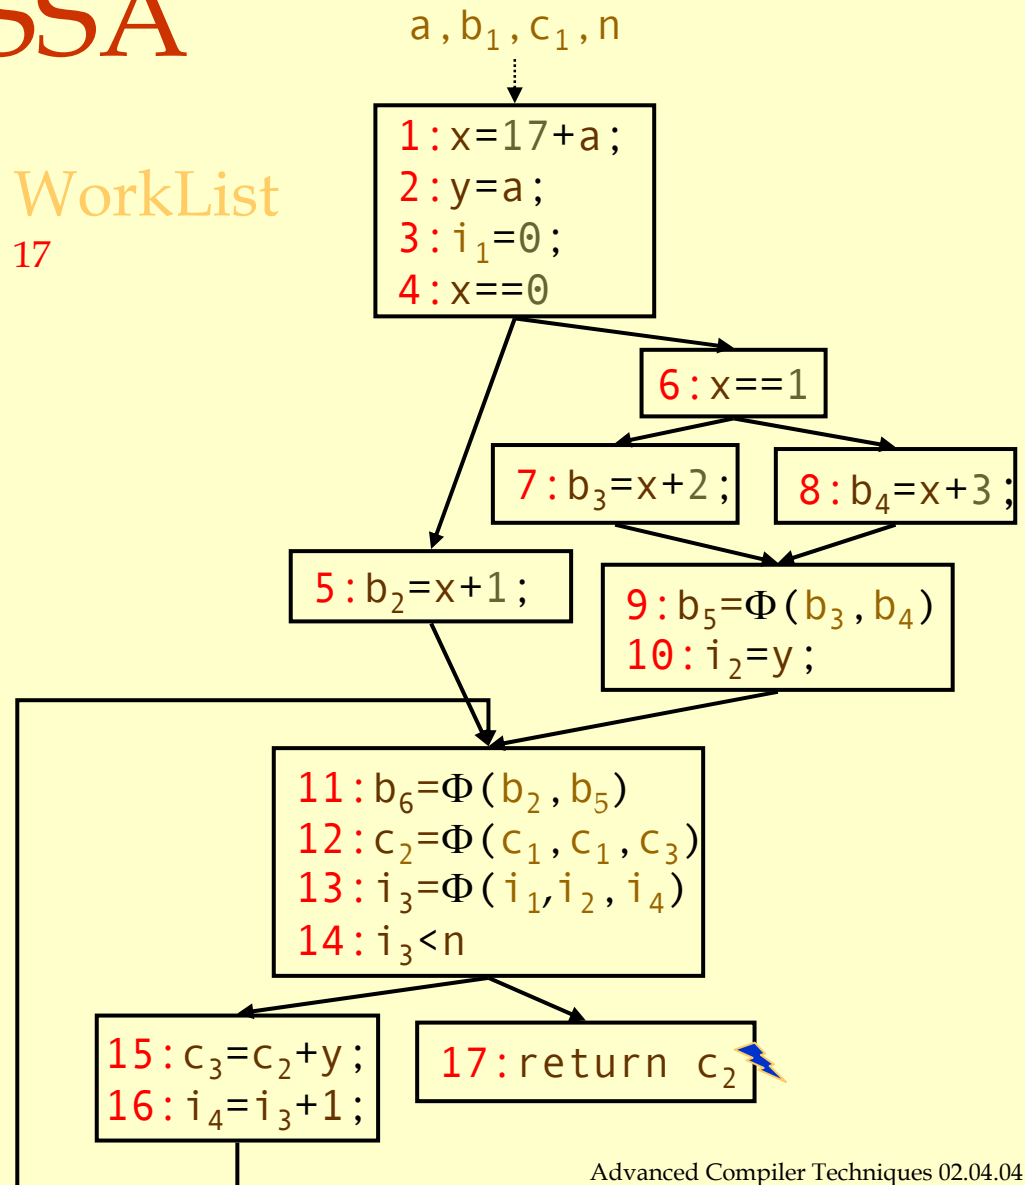 SSA
a,b₁,c₁,n
WorkList
17
1:x=17+a;
2:y=a;
3:i₁=0;
4:x==0
6:x==1
7:b₃=x+2;
8:b₄=x+3;
5:b₂=x+1;
9:b₅=Φ(b₃,b₄)
10:i₂=y;
11:b₆=Φ(b₂,b₅)
12:c₂=Φ(c₁,c₁,c₃)
13:i₃=Φ(i₁,i₂,i₄)
14:i₃<n
15:c₃=c₂+y;
16:i₄=i₃+1;
17:return c₂
Advanced Compiler Techniques 02.04.04